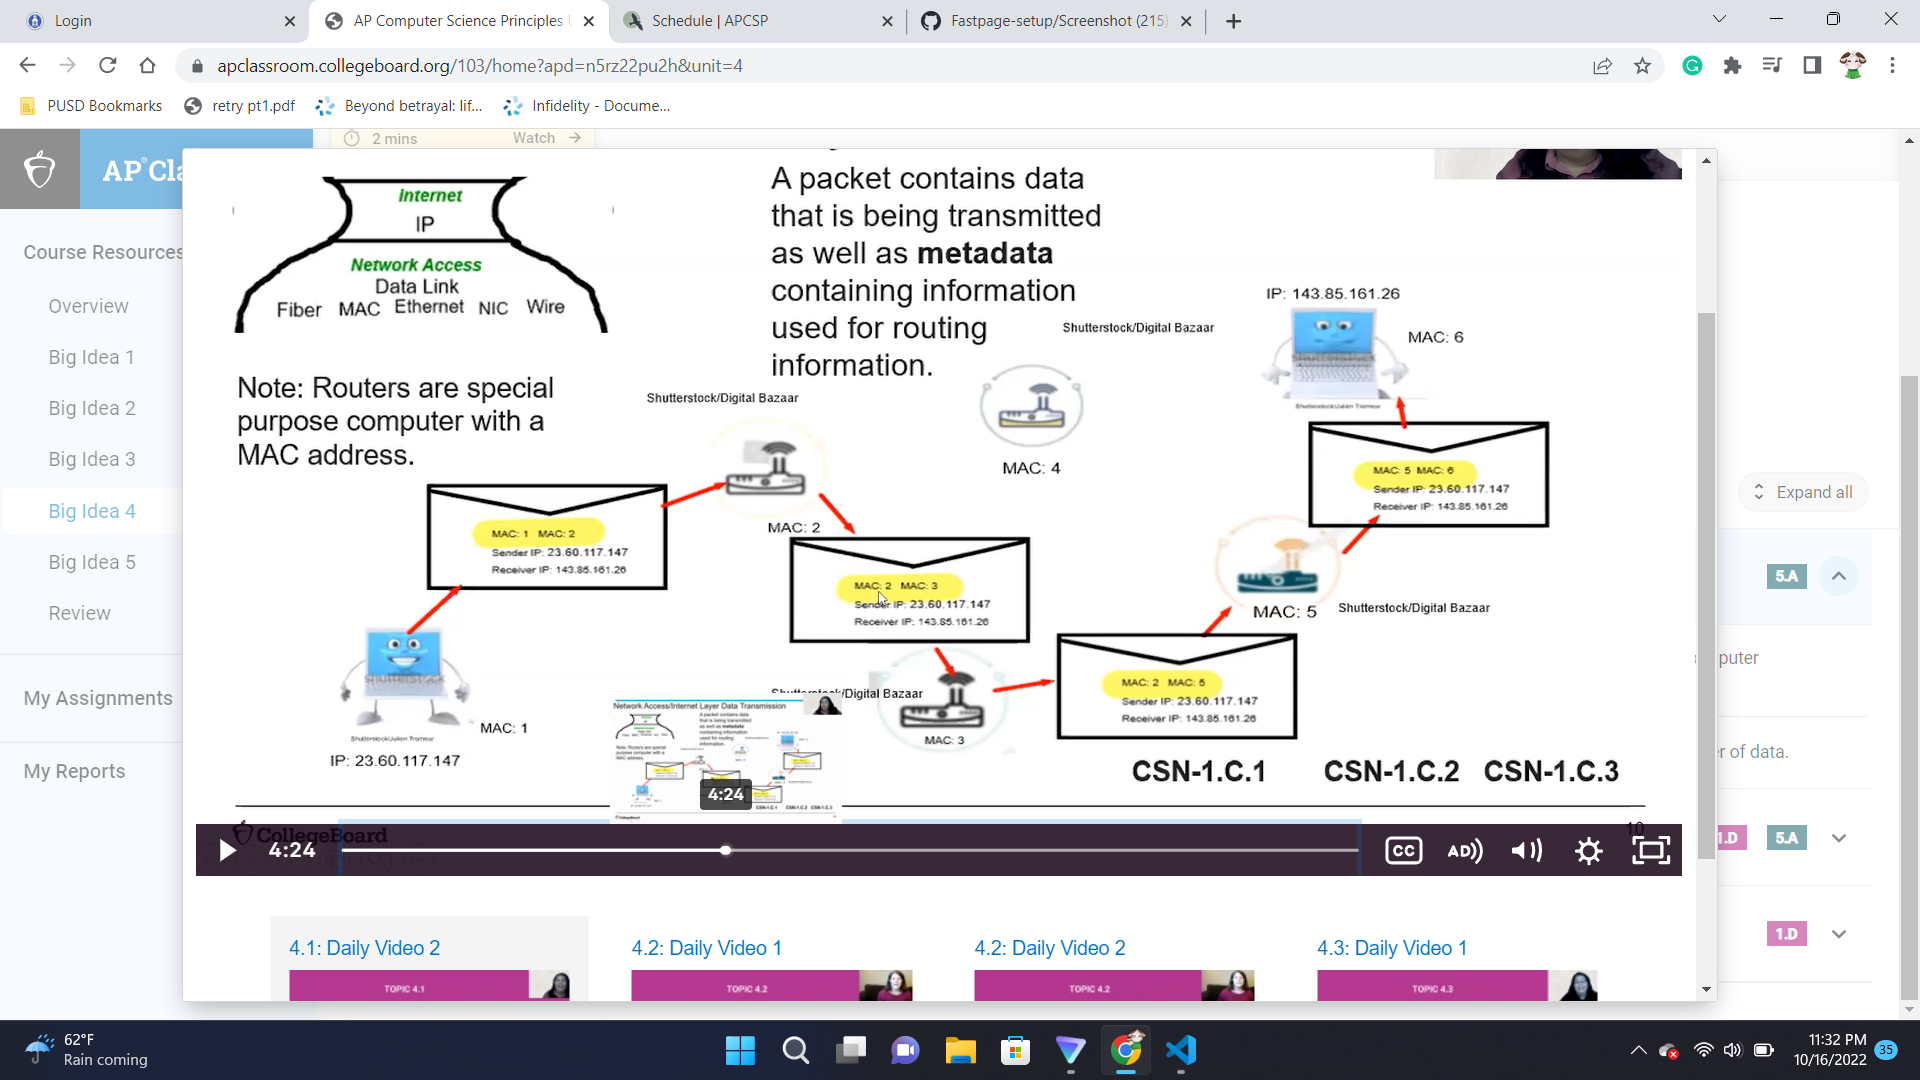 Login
AP Computer Science Principles
Schedule | APCSP
Fastpage-setup/Screenshot (215)
apclassroom.collegeboard.org/103/home?apd=n5rz22pu2h&unit=4
PUSD Bookmarks
retry pt1.pdf
Beyond betrayal: lif...
Infidelity - Docume...
2 mins
Watch
AP® Cla
Course Resources
Overview
Big Idea 1
Big Idea 2
Big Idea 3
Big Idea 4
Big Idea 5
Review
My Assignments
My Reports
Internet
IP
Network Access
Data Link
Fiber MAC Ethernet NIC Wire
A packet contains data
that is being transmitted
as well as metadata
containing information
used for routing
information.
Note: Routers are special
purpose computer with a
MAC address.
Shutterstock/Digital Bazaar
Shutterstock/Digital Bazaar
IP: 143.85.161.26
MAC: 6
MAC: 4
MAC: 2
MAC: 1 MAC: 2
Sender IP: 23.60.117.147
Receiver IP: 143.85.161.26
MAC: 2 MAC: 3
Sender IP: 23.60.117.147
Receiver IP: 143.85.161.26
MAC: 5 MAC: 6
Sender IP: 23.60.117.147
Receiver IP: 143.85.161.26
MAC: 5
Shutterstock/Digital Bazaar
MAC: 2 MAC: 5
Sender IP: 23.60.117.147
Receiver IP: 143.85.161.26
Shutterstock/Digital Bazaar
MAC: 3
shutterstock
MAC: 1
IP: 23.60.117.147
Network Access/Internet Layer Data Transmission
4:24
CSN-1.C.1 CSN-1.C.2 CSN-1.C.3
CollegeBoard
10
4:24
CC
AD
4.1: Daily Video 2
4.2: Daily Video 1
4.2: Daily Video 2
4.3: Daily Video 1
TOPIC 4.1
TOPIC 4.2
TOPIC 4.2
TOPIC 4.3
Expand all
5.A
puter
r of data.
1.D
5.A
1.D
62°F
Rain coming
11:32 PM
10/16/2022
35